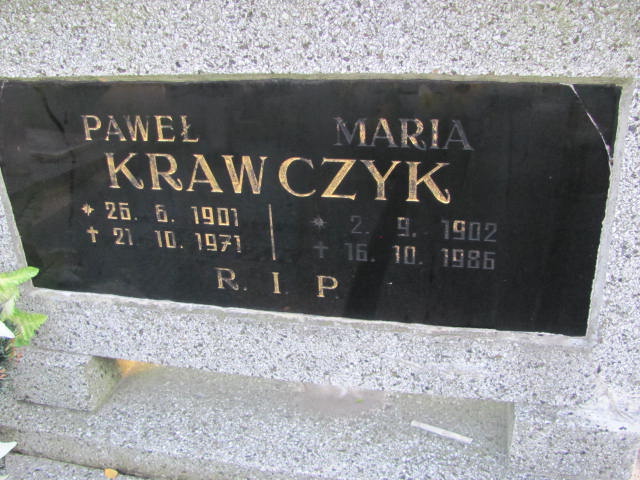 PAWEŁ MARIA
KRAWCZYK
* 26. 6. 1901 * 2. 9. 1902
† 21. 10. 1971 † 16. 10. 1986
R. I. P.